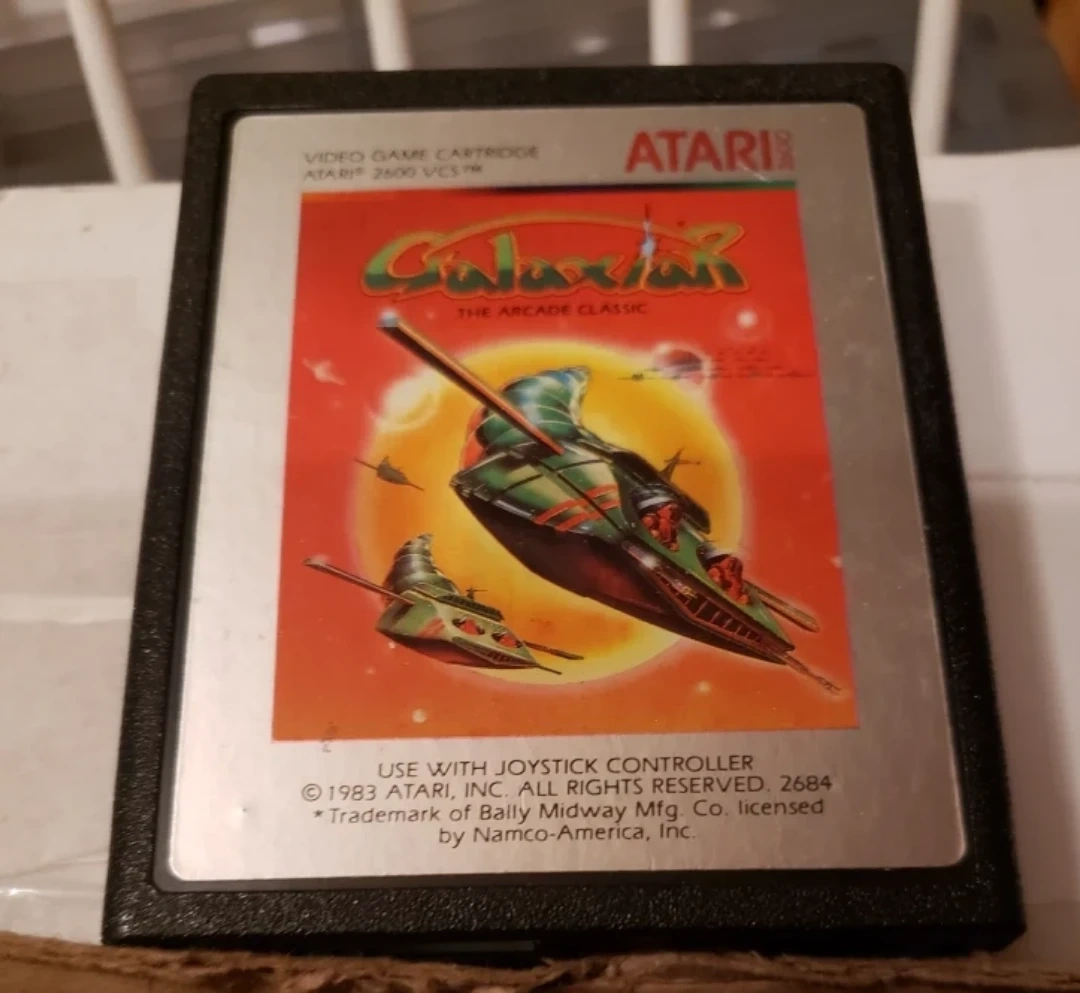 VIDEO GAME CARTRIDGE
ATARI® 2600 VCS™
ATARI 2600
Galaxian
THE ARCADE CLASSIC
USE WITH JOYSTICK CONTROLLER
© 1983 ATARI, INC. ALL RIGHTS RESERVED. 2684
*Trademark of Bally Midway Mfg. Co. licensed
by Namco-America, Inc.